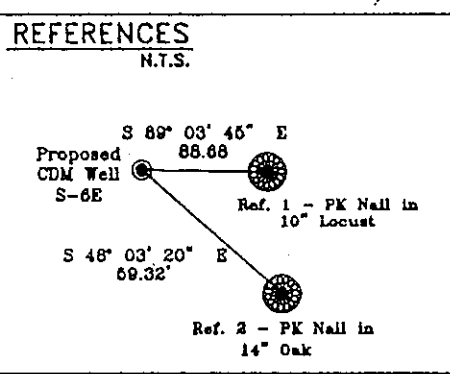 REFERENCES
N.T.S.
S 89° 03' 45" E
88.68
Proposed
CDM Well
S-6E
Ref. 1 - PK Nail in
10" Locust
S 48° 03' 20" E
59.32'
Ref. 2 - PK Nail in
14" Oak